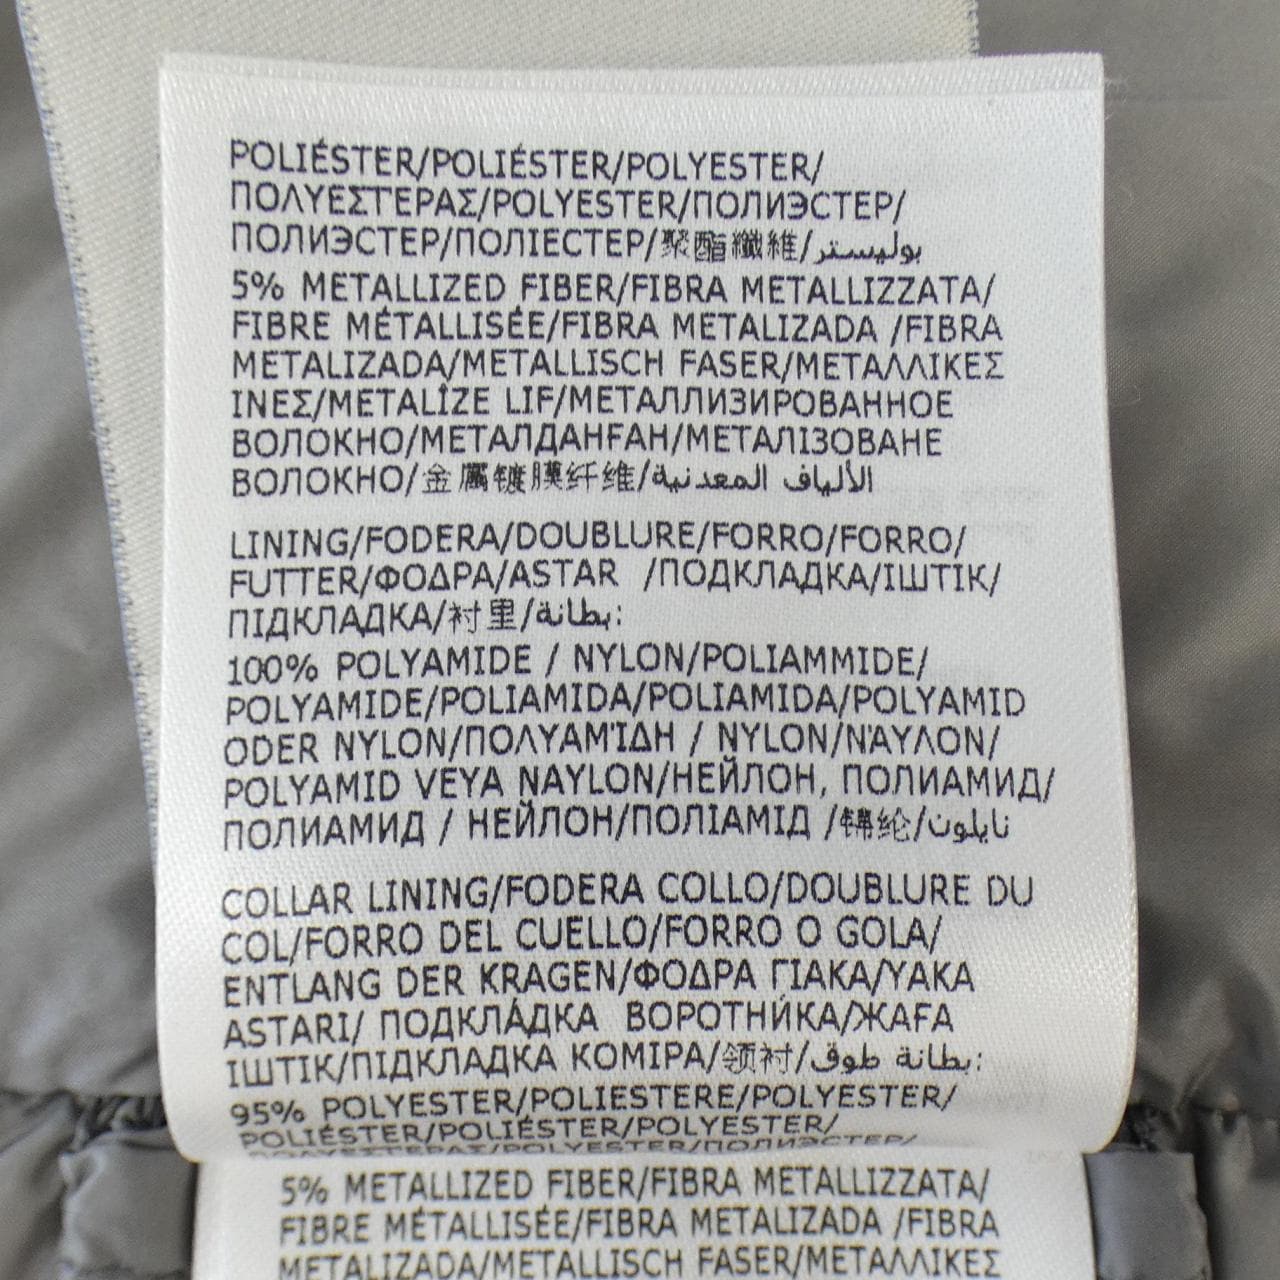 POLIÉSTER/POLIÉSTER/POLYESTER/
ΠΟΛΥΕΣΤΕΡΑΣ/POLYESTER/ПОЛИЭСТЕР/
ПОЛИЭСТЕР/ПОЛІЕСТЕР/聚酯纖維/بوليستر
5% METALLIZED FIBER/FIBRA METALLIZZATA/
FIBRE MÉTALLISÉE/FIBRA METALIZADA /FIBRA
METALIZADA/METALLISCH FASER/ΜΕΤΑΛΛΙΚΕΣ
ΙΝΕΣ/METALİZE LIF/МЕТАЛЛИЗИРОВАННОЕ
ВОЛОКНО/МЕТАЛДАНҒАН/МЕТАЛІЗОВАНЕ
ВОЛОКНО/金屬镀膜纤维/الألياف المعدنية
LINING/FODERA/DOUBLURE/FORRO/FORRO/
FUTTER/ΦΟΔΡΑ/ASTAR /ПОДКЛАДКА/ІШТІК/
ПІДКЛАДКА/衬里/بطانة:
100% POLYAMIDE / NYLON/POLIAMMIDE/
POLYAMIDE/POLIAMIDA/POLIAMIDA/POLYAMID
ODER NYLON/ΠΟΛΥΑΜΊΔΗ / NYLON/ΝΆΥΛΟΝ/
POLYAMID VEYA NAYLON/НЕЙЛОН, ПОЛИАМИД/
ПОЛИАМИД / НЕЙЛОН/ПОЛІАМІД /锦纶/نايلون
COLLAR LINING/FODERA COLLO/DOUBLURE DU
COL/FORRO DEL CUELLO/FORRO O GOLA/
ENTLANG DER KRAGEN/ΦΟΔΡΑ ΓΙΑΚΑ/YAKA
ASTARI/ ПОДКЛА́ДКА ВОРОТНИ́КА/ЖАҒА
ІШТІК/ПІДКЛАДКА КОМІРА/领衬/بطانة طوق:
95% POLYESTER/POLIESTERE/POLYESTER/
POLIÉSTER/POLIÉSTER/POLYESTER/
ΠΟΛΥΕΣΤΕΡΑΣ/POLYESTER/ПОЛИЭСТЕР/
5% METALLIZED FIBER/FIBRA METALLIZZATA/
FIBRE MÉTALLISÉE/FIBRA METALIZADA /FIBRA
METALIZADA/METALLISCH FASER/ΜΕΤΑΛΛΙΚΕΣ